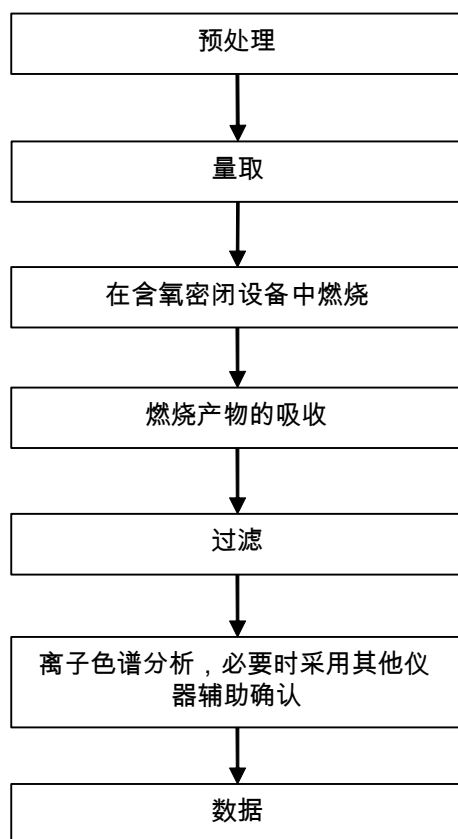 预处理
量取
在含氧密闭设备中燃烧
燃烧产物的吸收
过滤
离子色谱分析，必要时采用其他仪
器辅助确认
数据